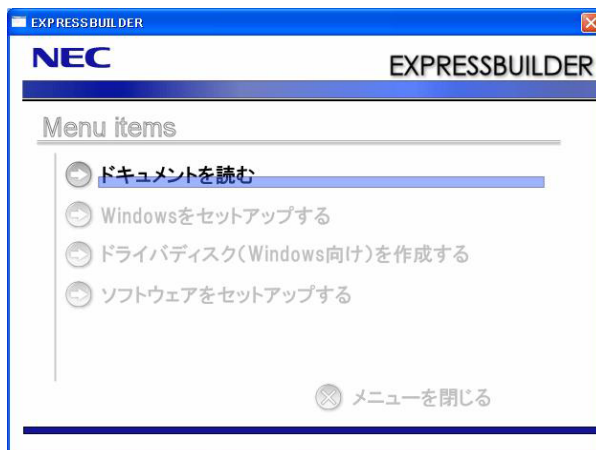 EXPRESSBUILDER
NEC
EXPRESSBUILDER
Menu items
ドキュメントを読む
Windowsをセットアップする
ドライバディスク(Windows向け)を作成する
ソフトウェアをセットアップする
メニューを閉じる